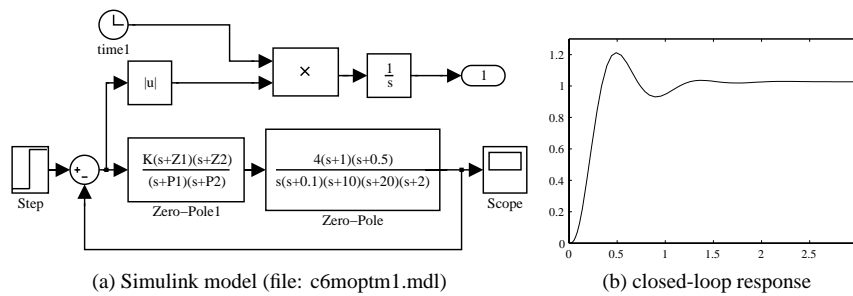 time1
|u|
×
1
s
1
Step
+
−
K(s+Z1)(s+Z2)
(s+P1)(s+P2)
Zero−Pole1
4(s+1)(s+0.5)
s(s+0.1)(s+10)(s+20)(s+2)
Zero−Pole
Scope
(a) Simulink model (file: c6moptm1.mdl)
1.2
1
0.8
0.6
0.4
0.2
0
0 0.5 1 1.5 2 2.5
(b) closed-loop response